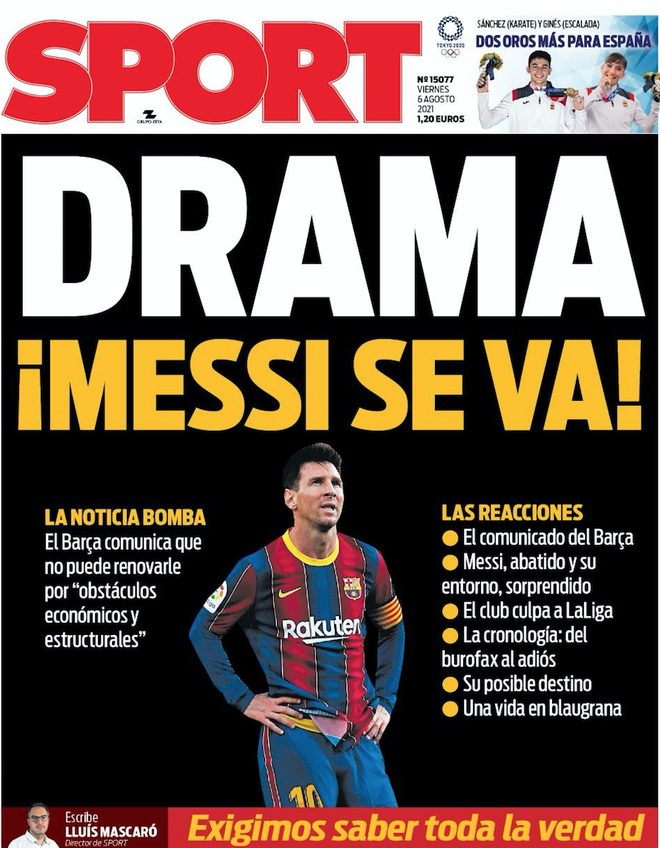 SPORT
GRUPO ZETA
TOKYO 2020
Nº 15077
VIERNES
6 AGOSTO
2021
1,20 EUROS
SÁNCHEZ (KARATE) Y GINÉS (ESCALADA)
DOS OROS MÁS PARA ESPAÑA
DRAMA
¡MESSI SE VA!
LA NOTICIA BOMBA
El Barça comunica que
no puede renovarle
por “obstáculos
económicos y
estructurales”
LAS REACCIONES
● El comunicado del Barça
● Messi, abatido y su
entorno, sorprendido
● El club culpa a LaLiga
● La cronología: del
burofax al adiós
● Su posible destino
● Una vida en blaugrana
LaLiga
Rakuten
10
Escribe
LLUÍS MASCARÓ
Director de SPORT
Exigimos saber toda la verdad